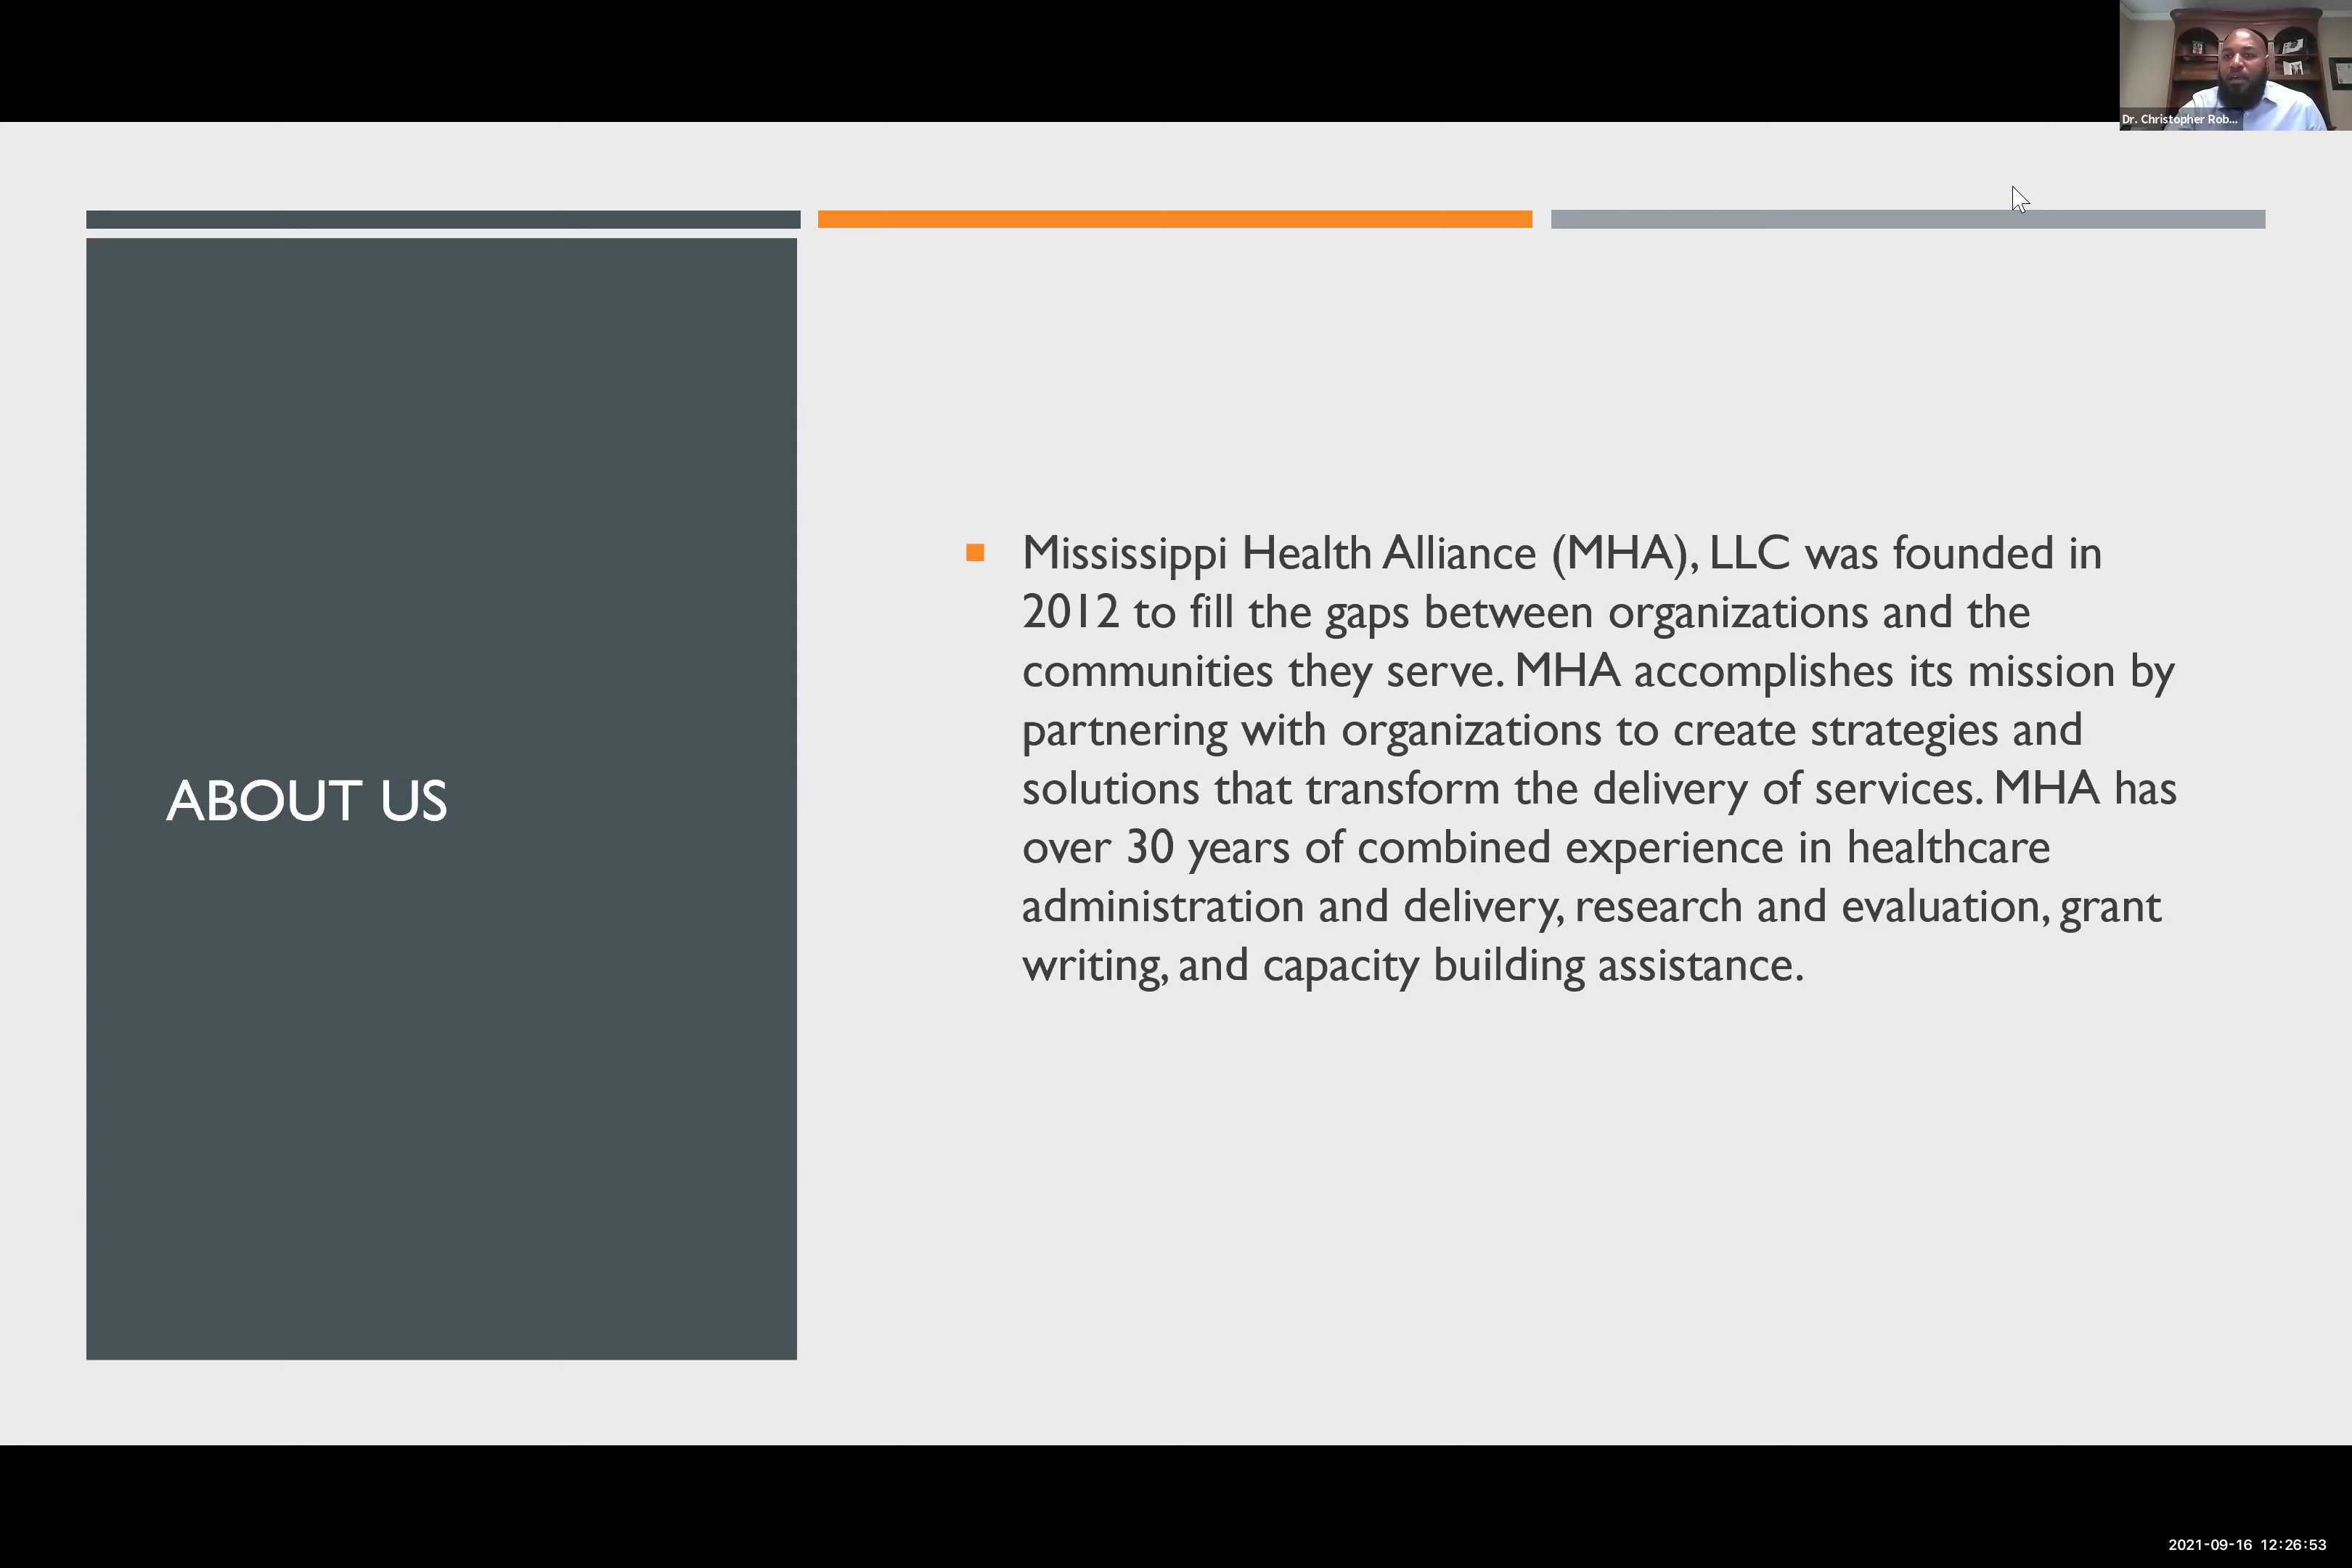 Dr. Christopher Rob...
ABOUT US
Mississippi Health Alliance (MHA), LLC was founded in
2012 to fill the gaps between organizations and the
communities they serve. MHA accomplishes its mission by
partnering with organizations to create strategies and
solutions that transform the delivery of services. MHA has
over 30 years of combined experience in healthcare
administration and delivery, research and evaluation, grant
writing, and capacity building assistance.
2021-09-16 12:26:53